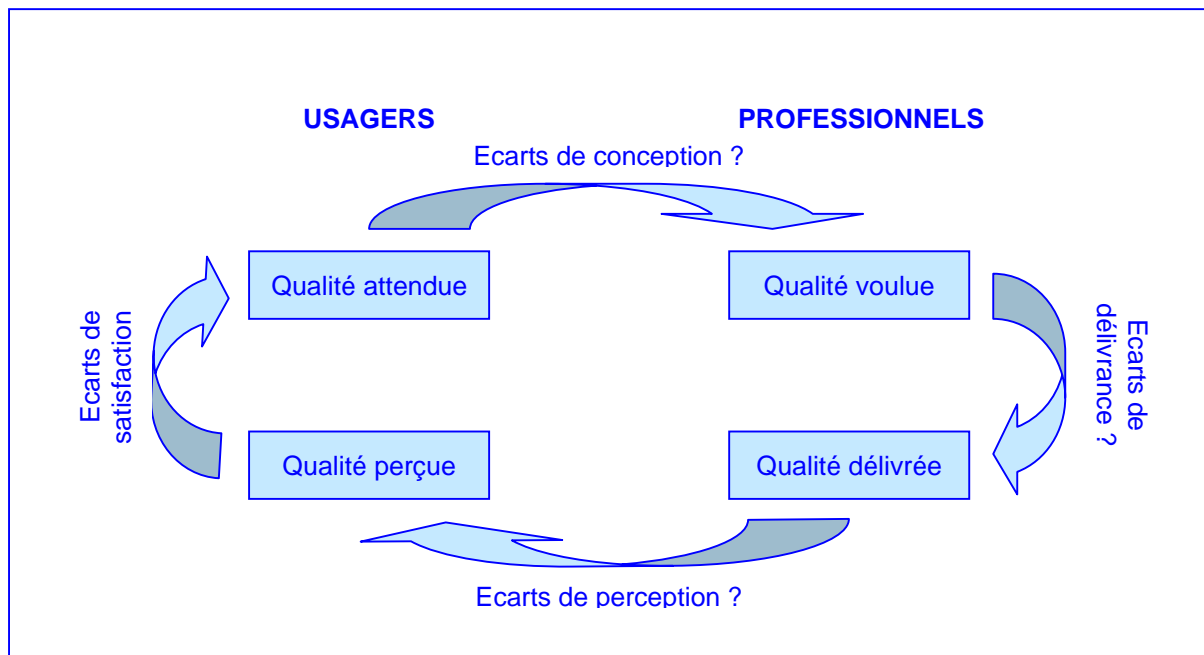 USAGERS
PROFESSIONNELS
Ecarts de conception ?
Qualité attendue
Qualité voulue
Ecarts de
satisfaction
Ecarts de
délivrance ?
Qualité perçue
Qualité délivrée
Ecarts de perception ?